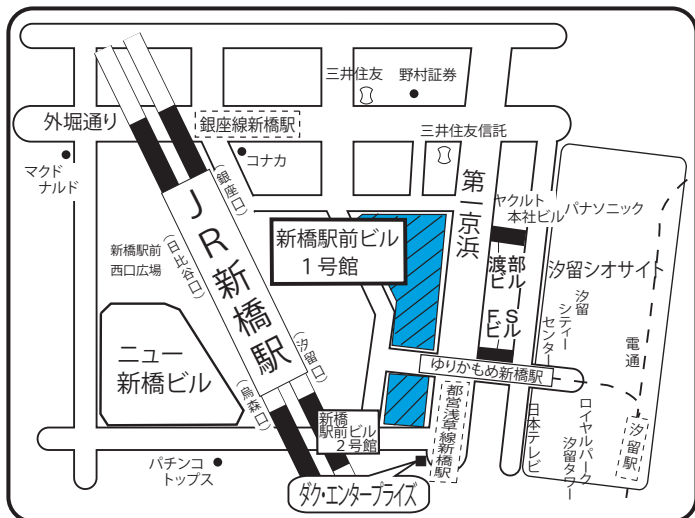 三井住友
野村証券
外堀通り
銀座線新橋駅
三井住友信託
マクド
ナルド
コナカ
(銀座口)
第一京浜
ヤクルト
本社ビル
パナソニック
JR新橋駅
新橋駅前ビル
1号館
(日比谷口)
新橋駅前
西口広場
渡部
ビル
汐留シオサイト
汐留
シティー
センター
FS
ビル
電通
ニュー
新橋ビル
(汐留口)
ゆりかもめ新橋駅
(烏森口)
新橋
駅前ビル
2号館
都営浅草線新橋駅
日本テレビ
ロイヤルパーク
汐留タワー
汐留駅
パチンコ
トップス
ダク・エンタープライズ